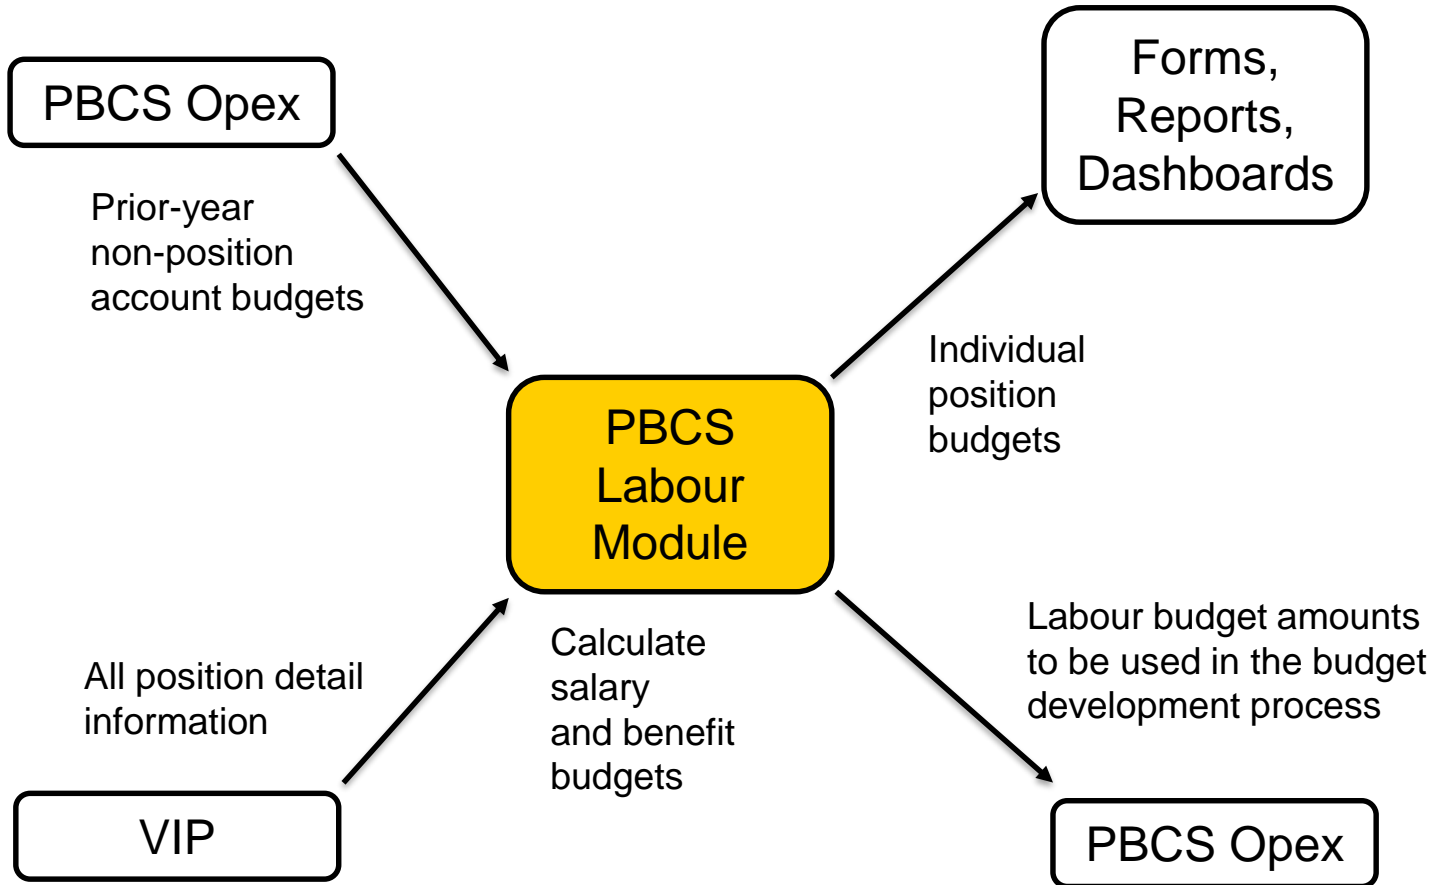 PBCS Opex
Prior-year
non-position
account budgets
Forms,
Reports,
Dashboards
Individual
position
budgets
PBCS
Labour
Module
Calculate
salary
and benefit
budgets
All position detail
information
VIP
Labour budget amounts
to be used in the budget
development process
PBCS Opex